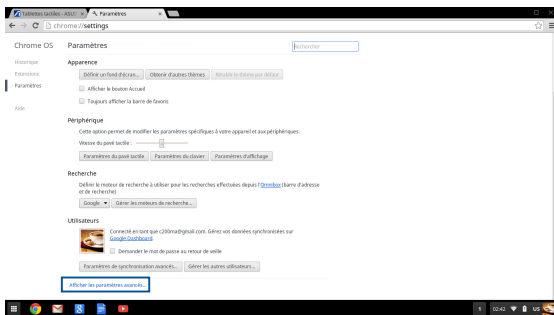 Tablettes tactiles - ASUS
Paramètres
chrome://settings
Chrome OS
Paramètres
Rechercher
Historique
Extensions
Paramètres
Aide
Apparence
Définir un fond d'écran...
Obtenir d'autres thèmes
Rétablir le thème par défaut
Afficher le bouton Accueil
Toujours afficher la barre de favoris
Périphérique
Cette option permet de modifier les paramètres spécifiques à votre appareil et aux périphériques.
Vitesse du pavé tactile :
Paramètres du pavé tactile
Paramètres du clavier
Paramètres d'affichage
Recherche
Définir le moteur de recherche à utiliser pour les recherches effectuées depuis l'Omnibox (barre d'adresse
et de recherche)
Google
Gérer les moteurs de recherche...
Utilisateurs
Connecté en tant que c200ma@gmail.com. Gérez vos données synchronisées sur
Google Dashboard.
Demander le mot de passe au retour de veille
Paramètres de synchronisation avancés...
Gérer les autres utilisateurs...
Afficher les paramètres avancés...
1
02:42
US